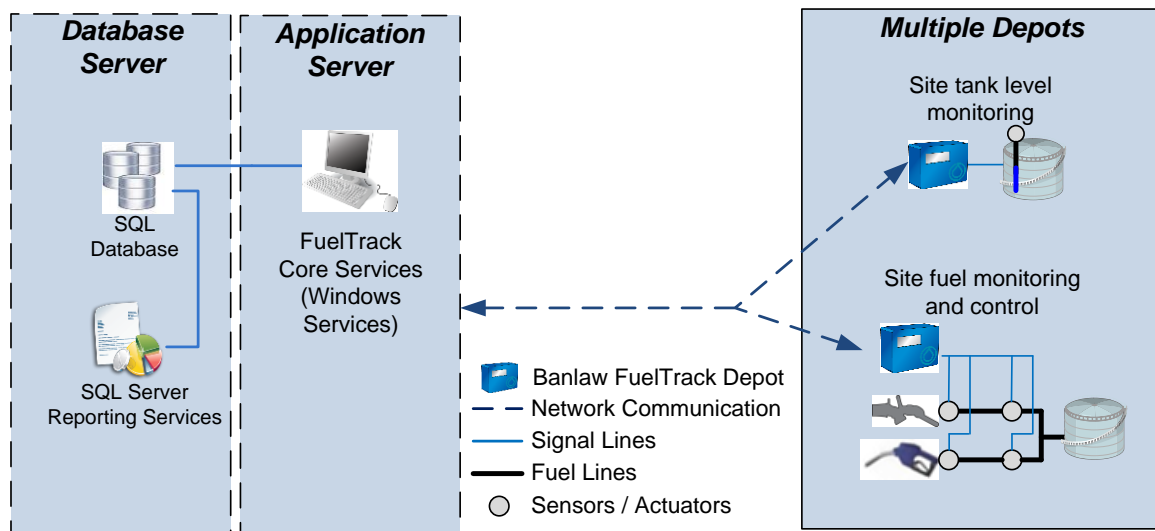 Database
Server
SQL
Database
SQL Server
Reporting Services
Application
Server
FuelTrack
Core Services
(Windows
Services)
Banlaw FuelTrack Depot
Network Communication
Signal Lines
Fuel Lines
Sensors / Actuators
Multiple Depots
Site tank level
monitoring
Site fuel monitoring
and control